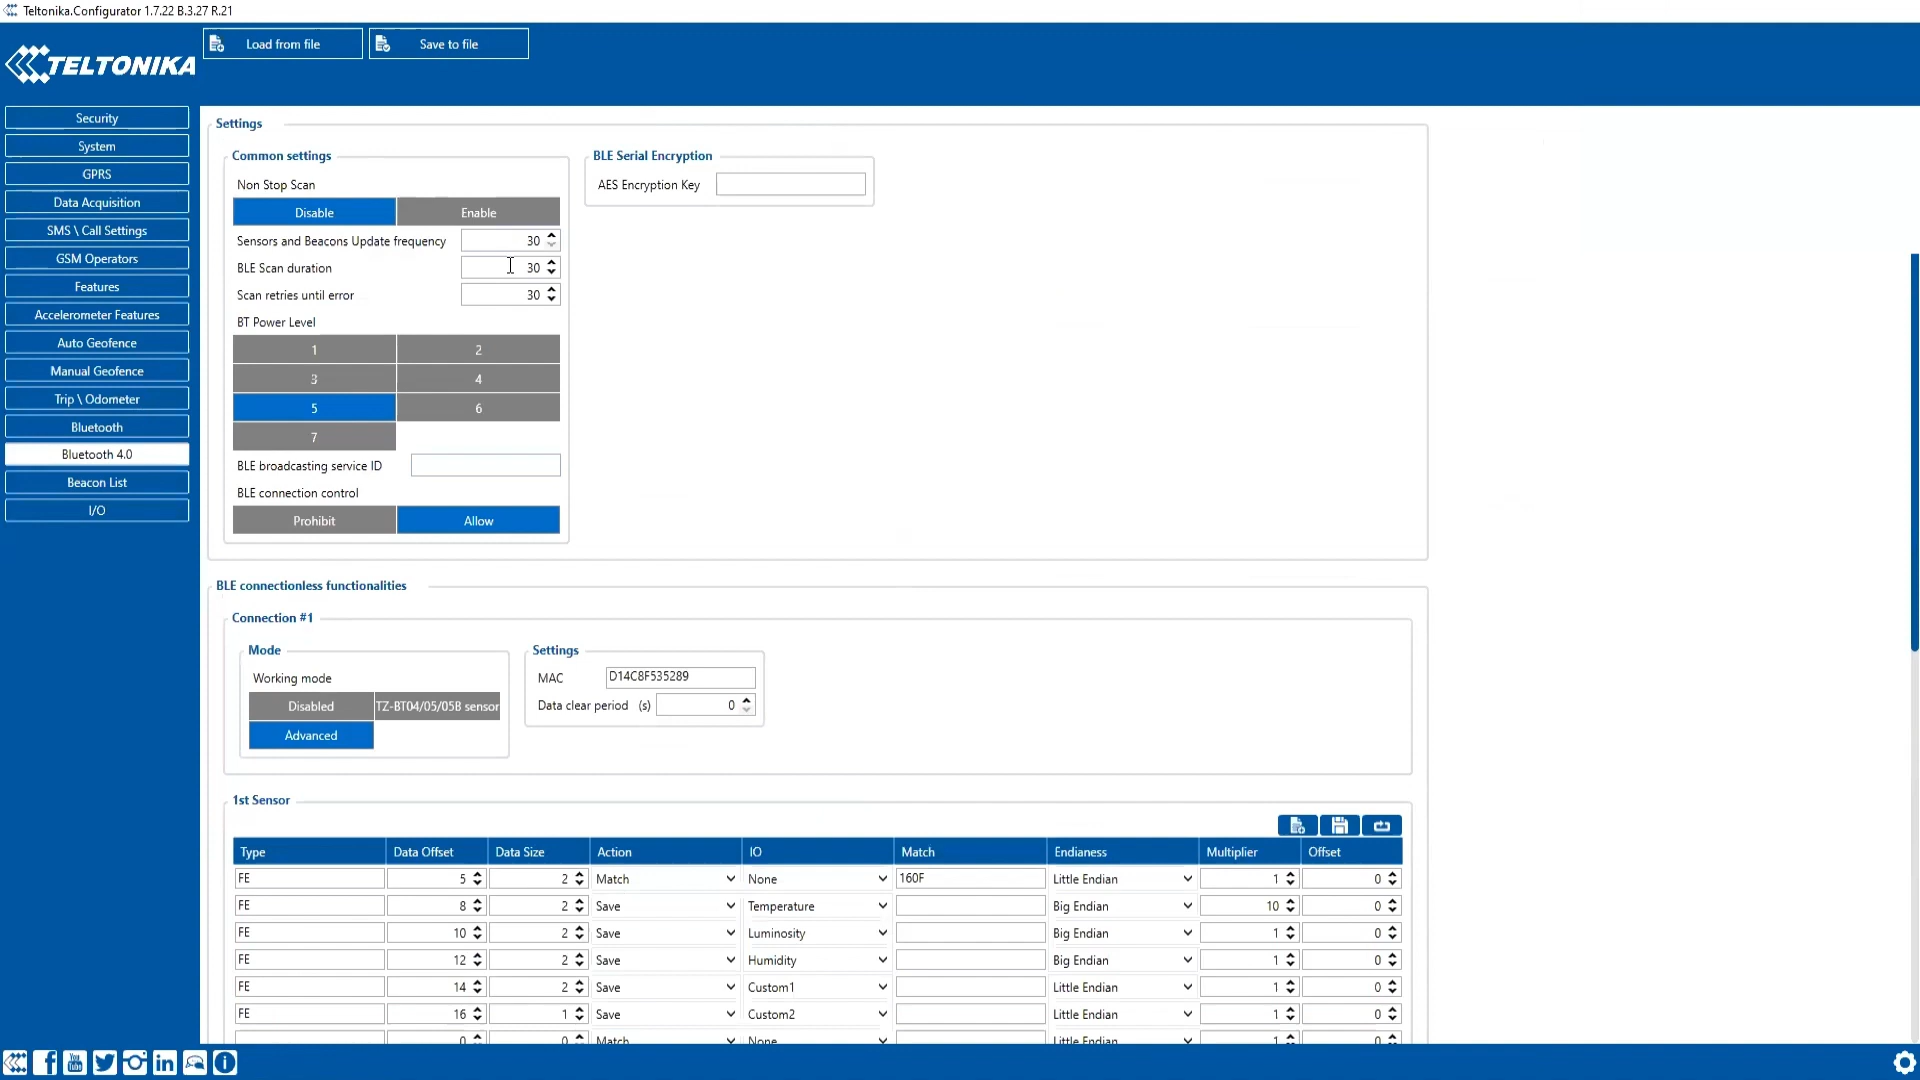 Teltonika.Configurator 1.7.22 B.3.27 R.21
Load from file
Save to file
TELTONIKA
Security
System
GPRS
Data Acquisition
SMS \ Call Settings
GSM Operators
Features
Accelerometer Features
Auto Geofence
Manual Geofence
Trip \ Odometer
Bluetooth
Bluetooth 4.0
Beacon List
I/O
Settings
Common settings
Non Stop Scan
Disable Enable
Sensors and Beacons Update frequency 30
BLE Scan duration 30
Scan retries until error 30
BT Power Level
1 2
3 4
5 6
7
BLE broadcasting service ID
BLE connection control
Prohibit Allow
BLE Serial Encryption
AES Encryption Key
BLE connectionless functionalities
Connection #1
Mode
Working mode
Disabled TZ-BT04/05/05B sensor
Advanced
Settings
MAC D14C8F535289
Data clear period (s) 0
1st Sensor
Type Data Offset Data Size Action IO Match Endianess Multiplier Offset
FE 5 2 Match None 160F Little Endian 1 0
FE 8 2 Save Temperature Big Endian 10 0
FE 10 2 Save Luminosity Big Endian 1 0
FE 12 2 Save Humidity Big Endian 1 0
FE 14 2 Save Custom1 Little Endian 1 0
FE 16 1 Save Custom2 Little Endian 1 0
0 0 Match None Little Endian 1 0